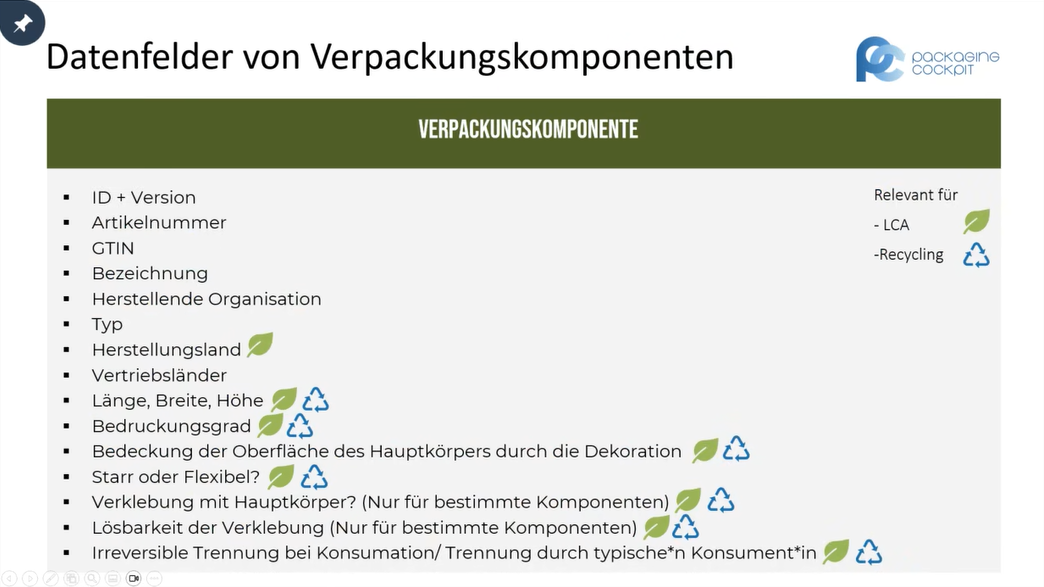 Datenfelder von Verpackungskomponenten
packaging
cockpit
VERPACKUNGSKOMPONENTE
▪ ID + Version
▪ Artikelnummer
▪ GTIN
▪ Bezeichnung
▪ Herstellende Organisation
▪ Typ
▪ Herstellungsland
▪ Vertriebsländer
▪ Länge, Breite, Höhe
▪ Bedruckungsgrad
▪ Bedeckung der Oberfläche des Hauptkörpers durch die Dekoration
▪ Starr oder Flexibel?
▪ Verklebung mit Hauptkörper? (Nur für bestimmte Komponenten)
▪ Lösbarkeit der Verklebung (Nur für bestimmte Komponenten)
▪ Irreversible Trennung bei Konsumation/ Trennung durch typische*n Konsument*in
Relevant für
- LCA
-Recycling